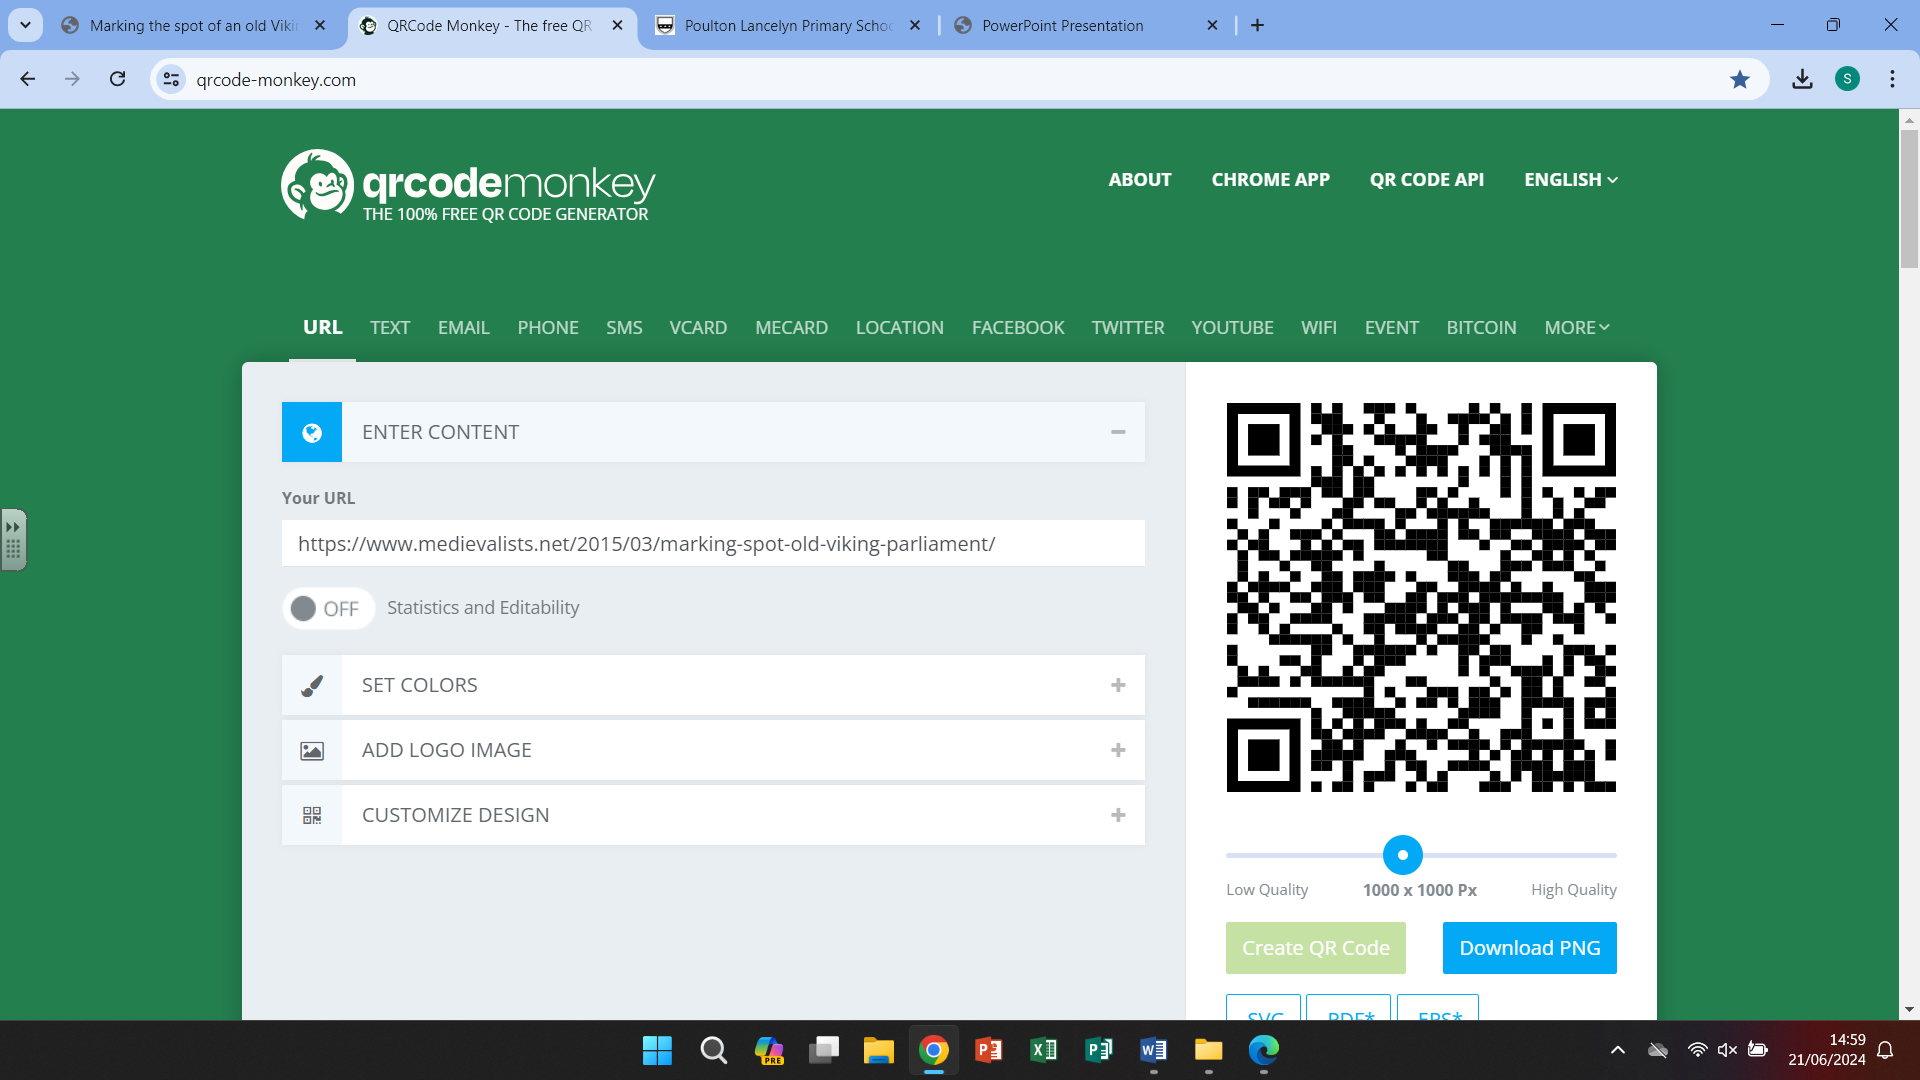 Marking the spot of an old Viki
QRCode Monkey - The free QR
Poulton Lancelyn Primary Schoo
PowerPoint Presentation
qrcode-monkey.com
S
qrcodemonkey
THE 100% FREE QR CODE GENERATOR
ABOUT CHROME APP QR CODE API ENGLISH
URL TEXT EMAIL PHONE SMS VCARD MECARD LOCATION FACEBOOK TWITTER YOUTUBE WIFI EVENT BITCOIN MORE
ENTER CONTENT
Your URL
https://www.medievalists.net/2015/03/marking-spot-old-viking-parliament/
OFF Statistics and Editability
SET COLORS
ADD LOGO IMAGE
CUSTOMIZE DESIGN
Low Quality 1000 x 1000 Px High Quality
Create QR Code Download PNG
SVG PDF* EPS*
PRE
14:59
21/06/2024